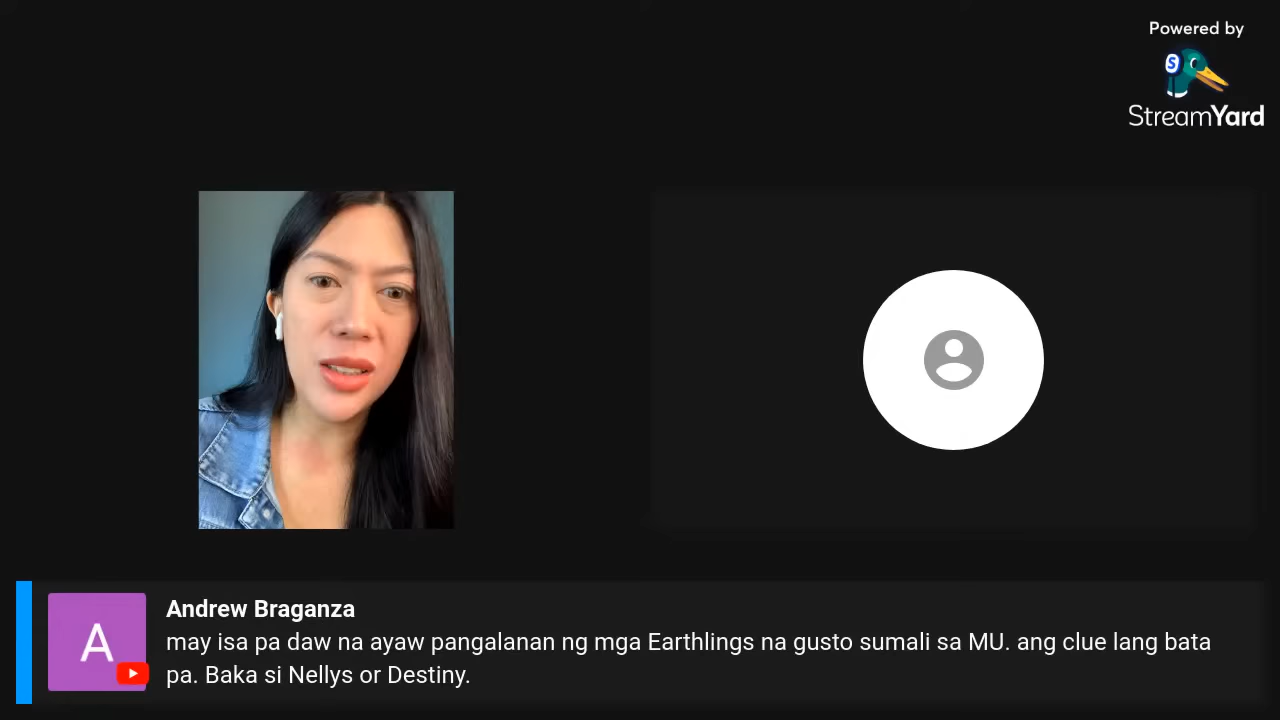 Powered by
StreamYard
Andrew Braganza
A
may isa pa daw na ayaw pangalanan ng mga Earthlings na gusto sumali sa MU. ang clue lang bata
pa. Baka si Nellys or Destiny.